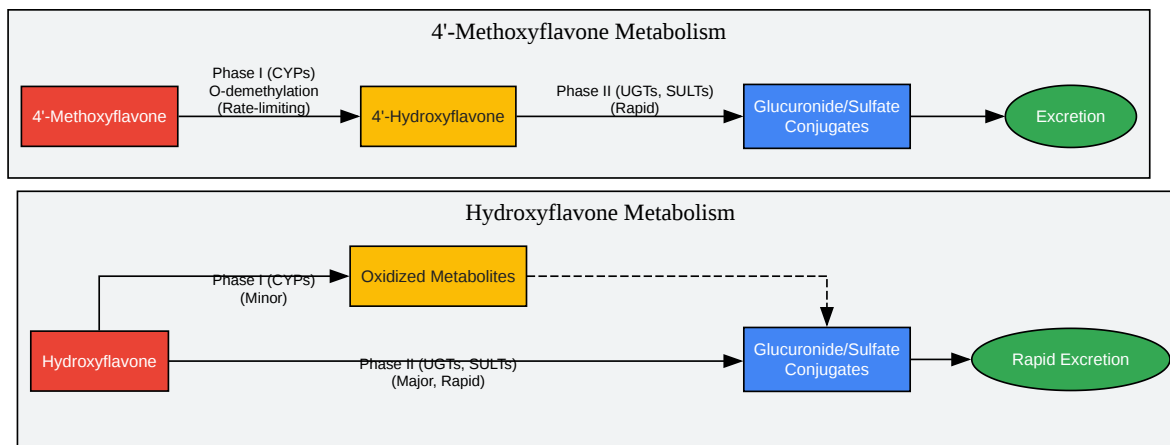 4'-Methoxyflavone Metabolism
Phase I (CYPs)
O-demethylation
(Rate-limiting)
Phase II (UGTs, SULTs)
(Rapid)
4'-Methoxyflavone
4'-Hydroxyflavone
Glucuronide/Sulfate
Conjugates
Excretion
Hydroxyflavone Metabolism
Oxidized Metabolites
Phase I (CYPs)
(Minor)
Hydroxyflavone
Phase II (UGTs, SULTs)
(Major, Rapid)
Glucuronide/Sulfate
Conjugates
Rapid Excretion